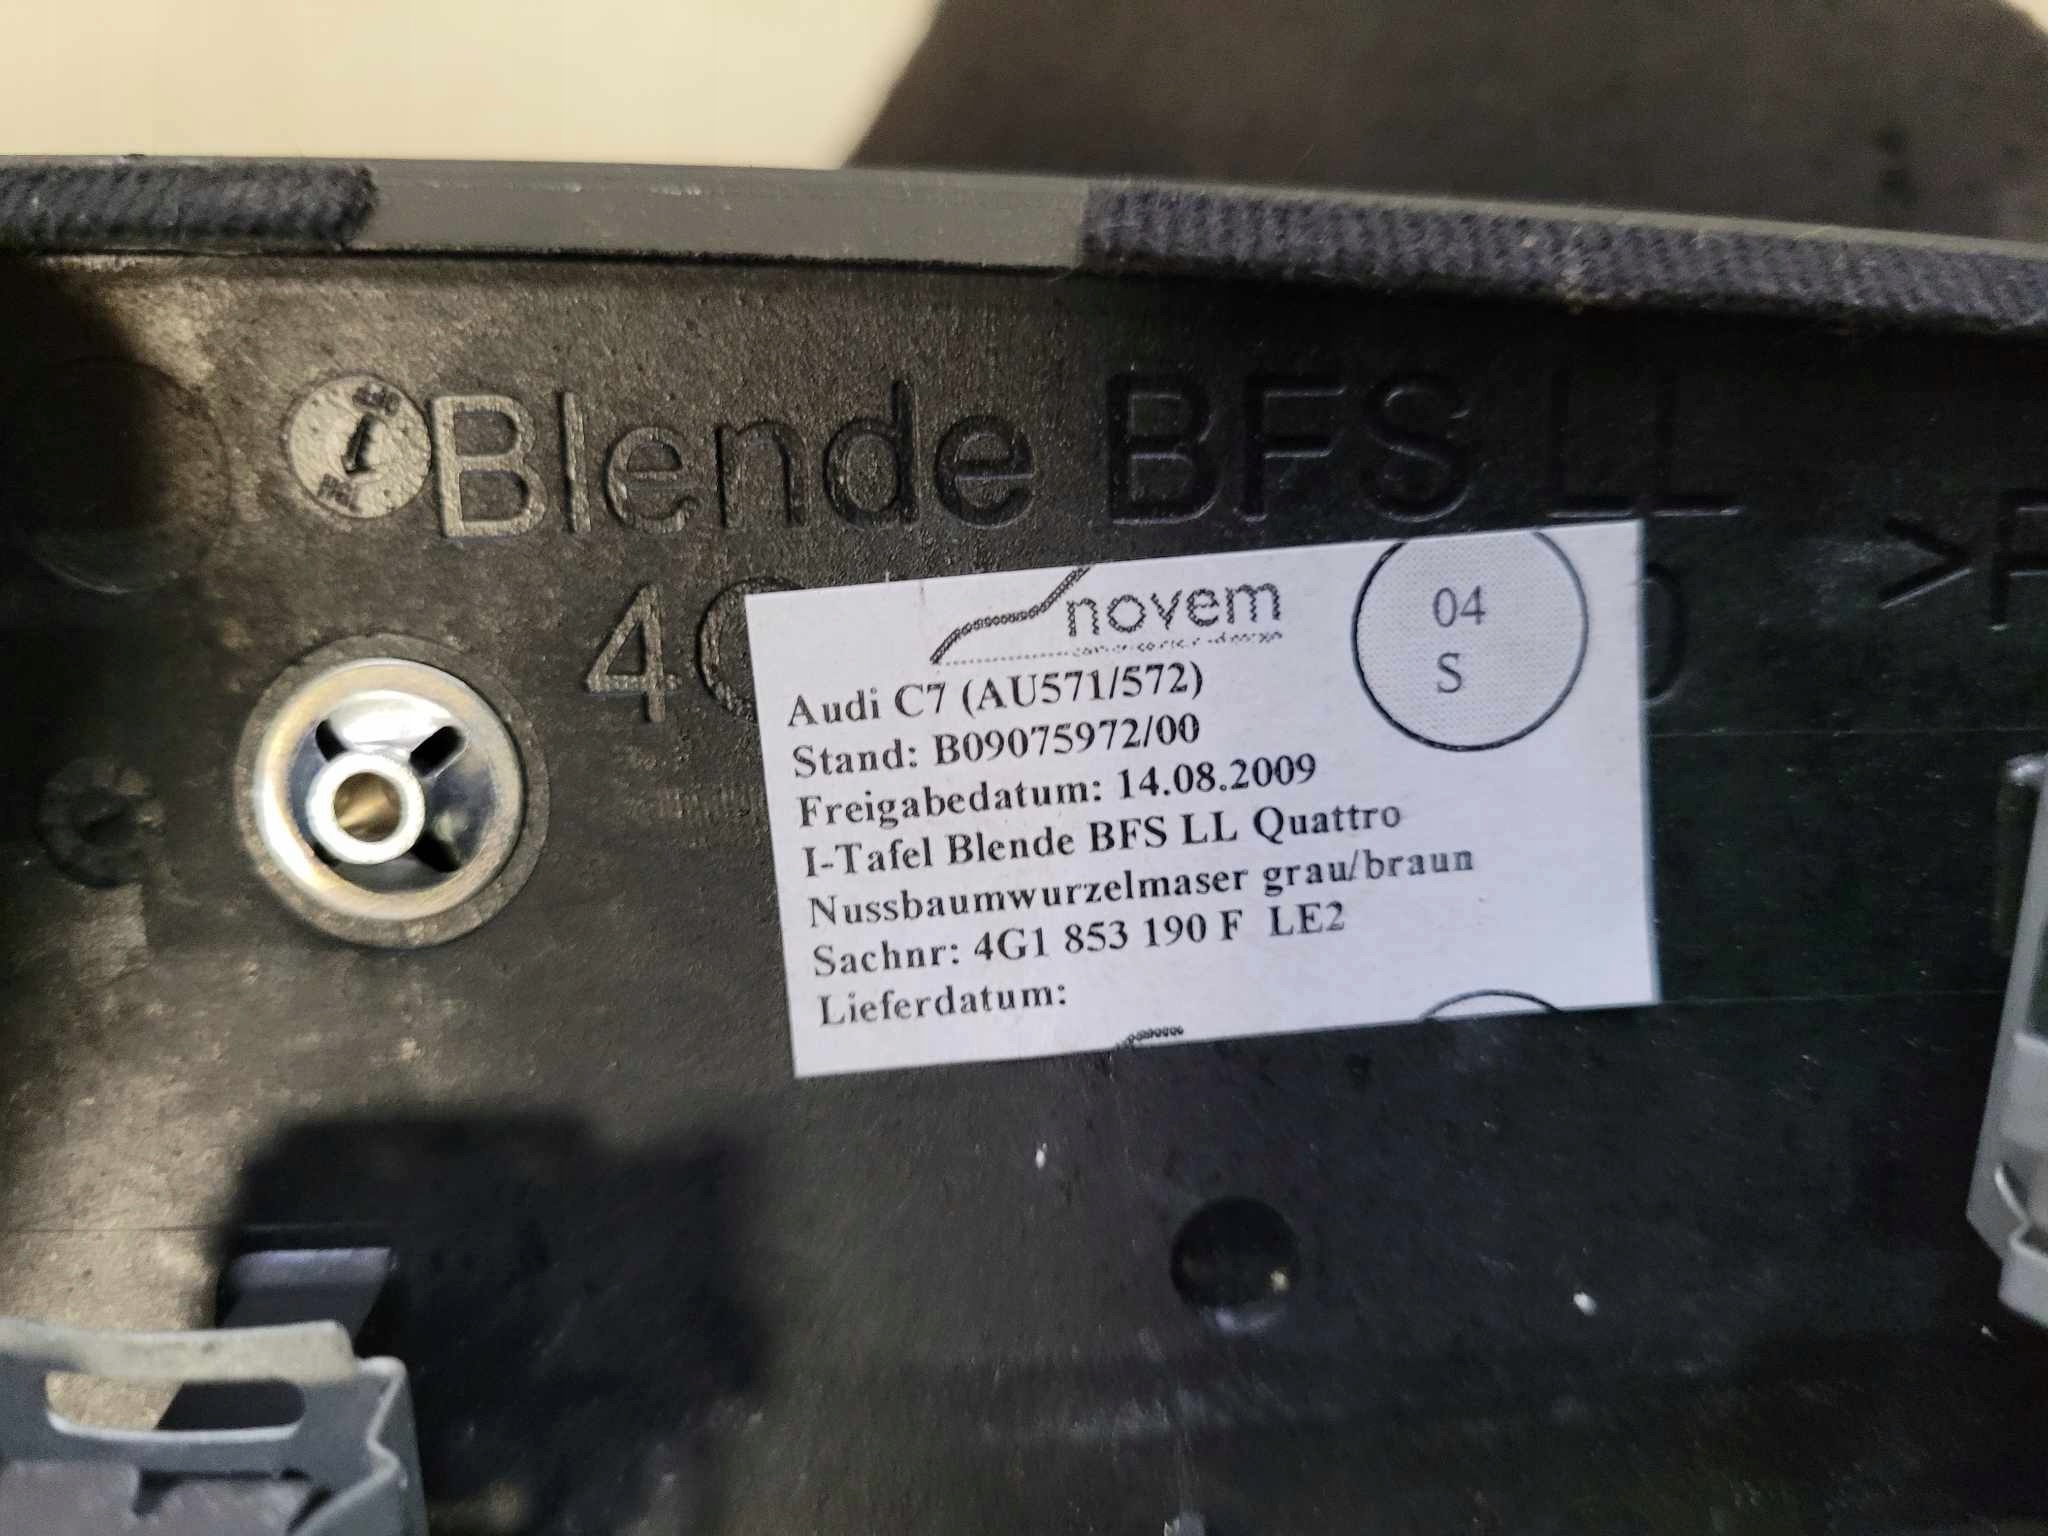 Blende BFS LL
novem
04
S
Audi C7 (AU571/572)
Stand: B09075972/00
Freigabedatum: 14.08.2009
I-Tafel Blende BFS LL Quattro
Nussbaumwurzelmaser grau/braun
Sachnr: 4G1 853 190 F LE2
Lieferdatum: